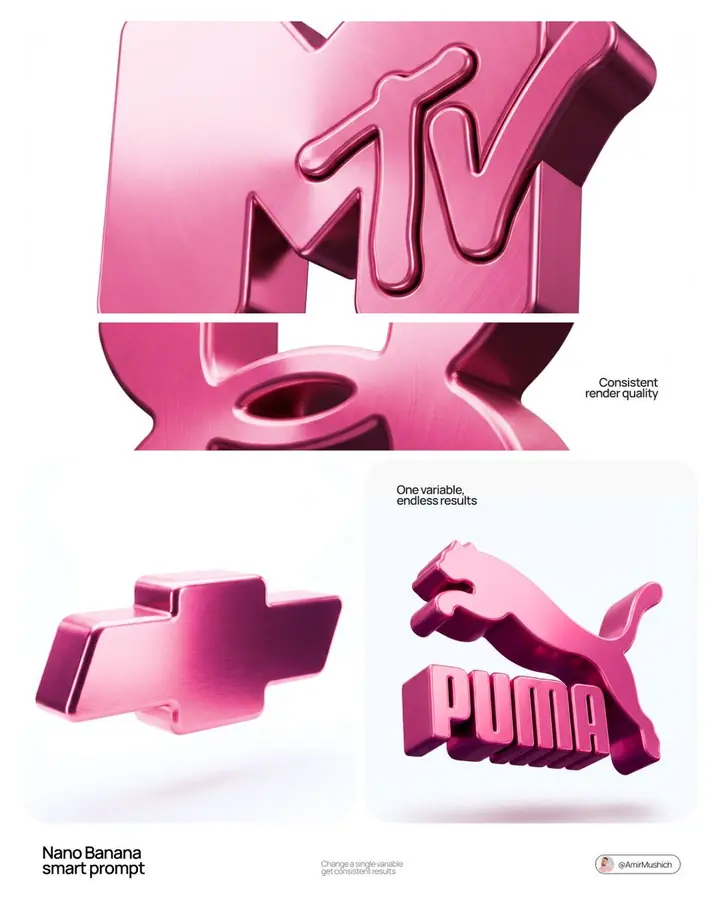 MTV
Consistent
render quality
One variable,
endless results
PUMA
Nano Banana
smart prompt
Change a single variable
get consistent results
@AmirMushich